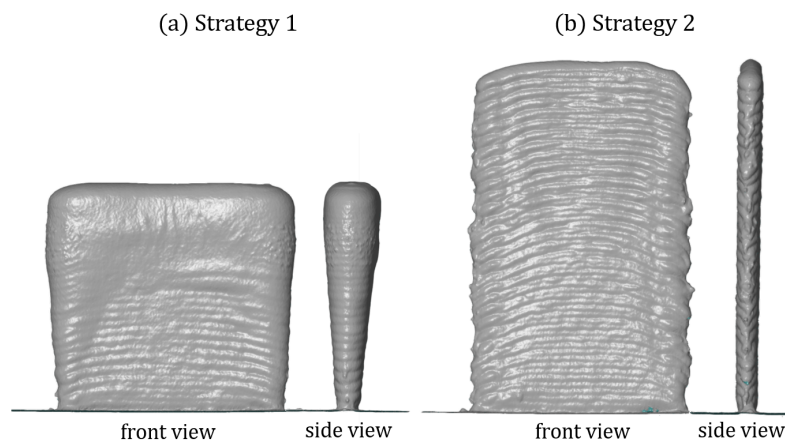 (a) Strategy 1
(b) Strategy 2
front view
side view
front view
side view